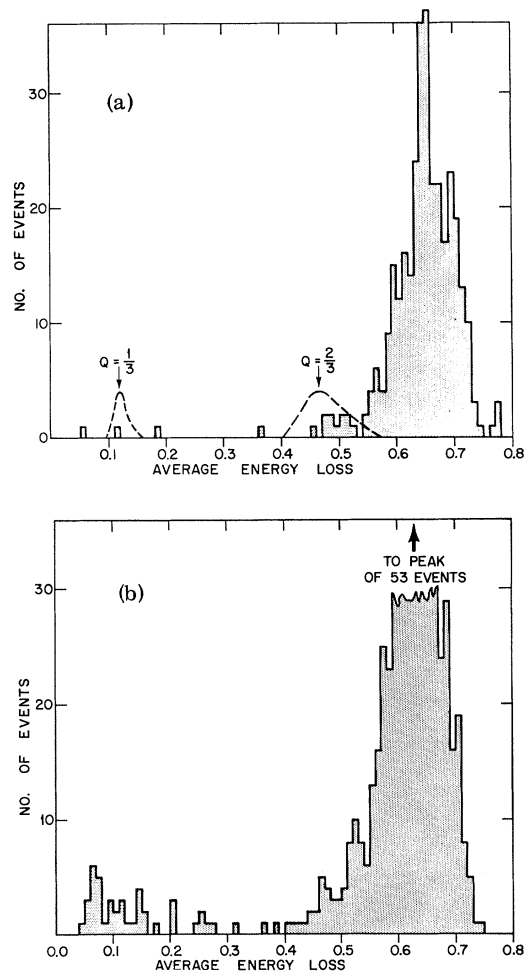 (a)
30
20
10
0
NO. OF EVENTS
Q = 1/3
Q = 2/3
0.1 0.2 0.3 0.4 0.5 0.6 0.7 0.8
AVERAGE ENERGY LOSS
(b)
TO PEAK
OF 53 EVENTS
30
20
10
NO. OF EVENTS
0.0 0.1 0.2 0.3 0.4 0.5 0.6 0.7 0.8
AVERAGE ENERGY LOSS